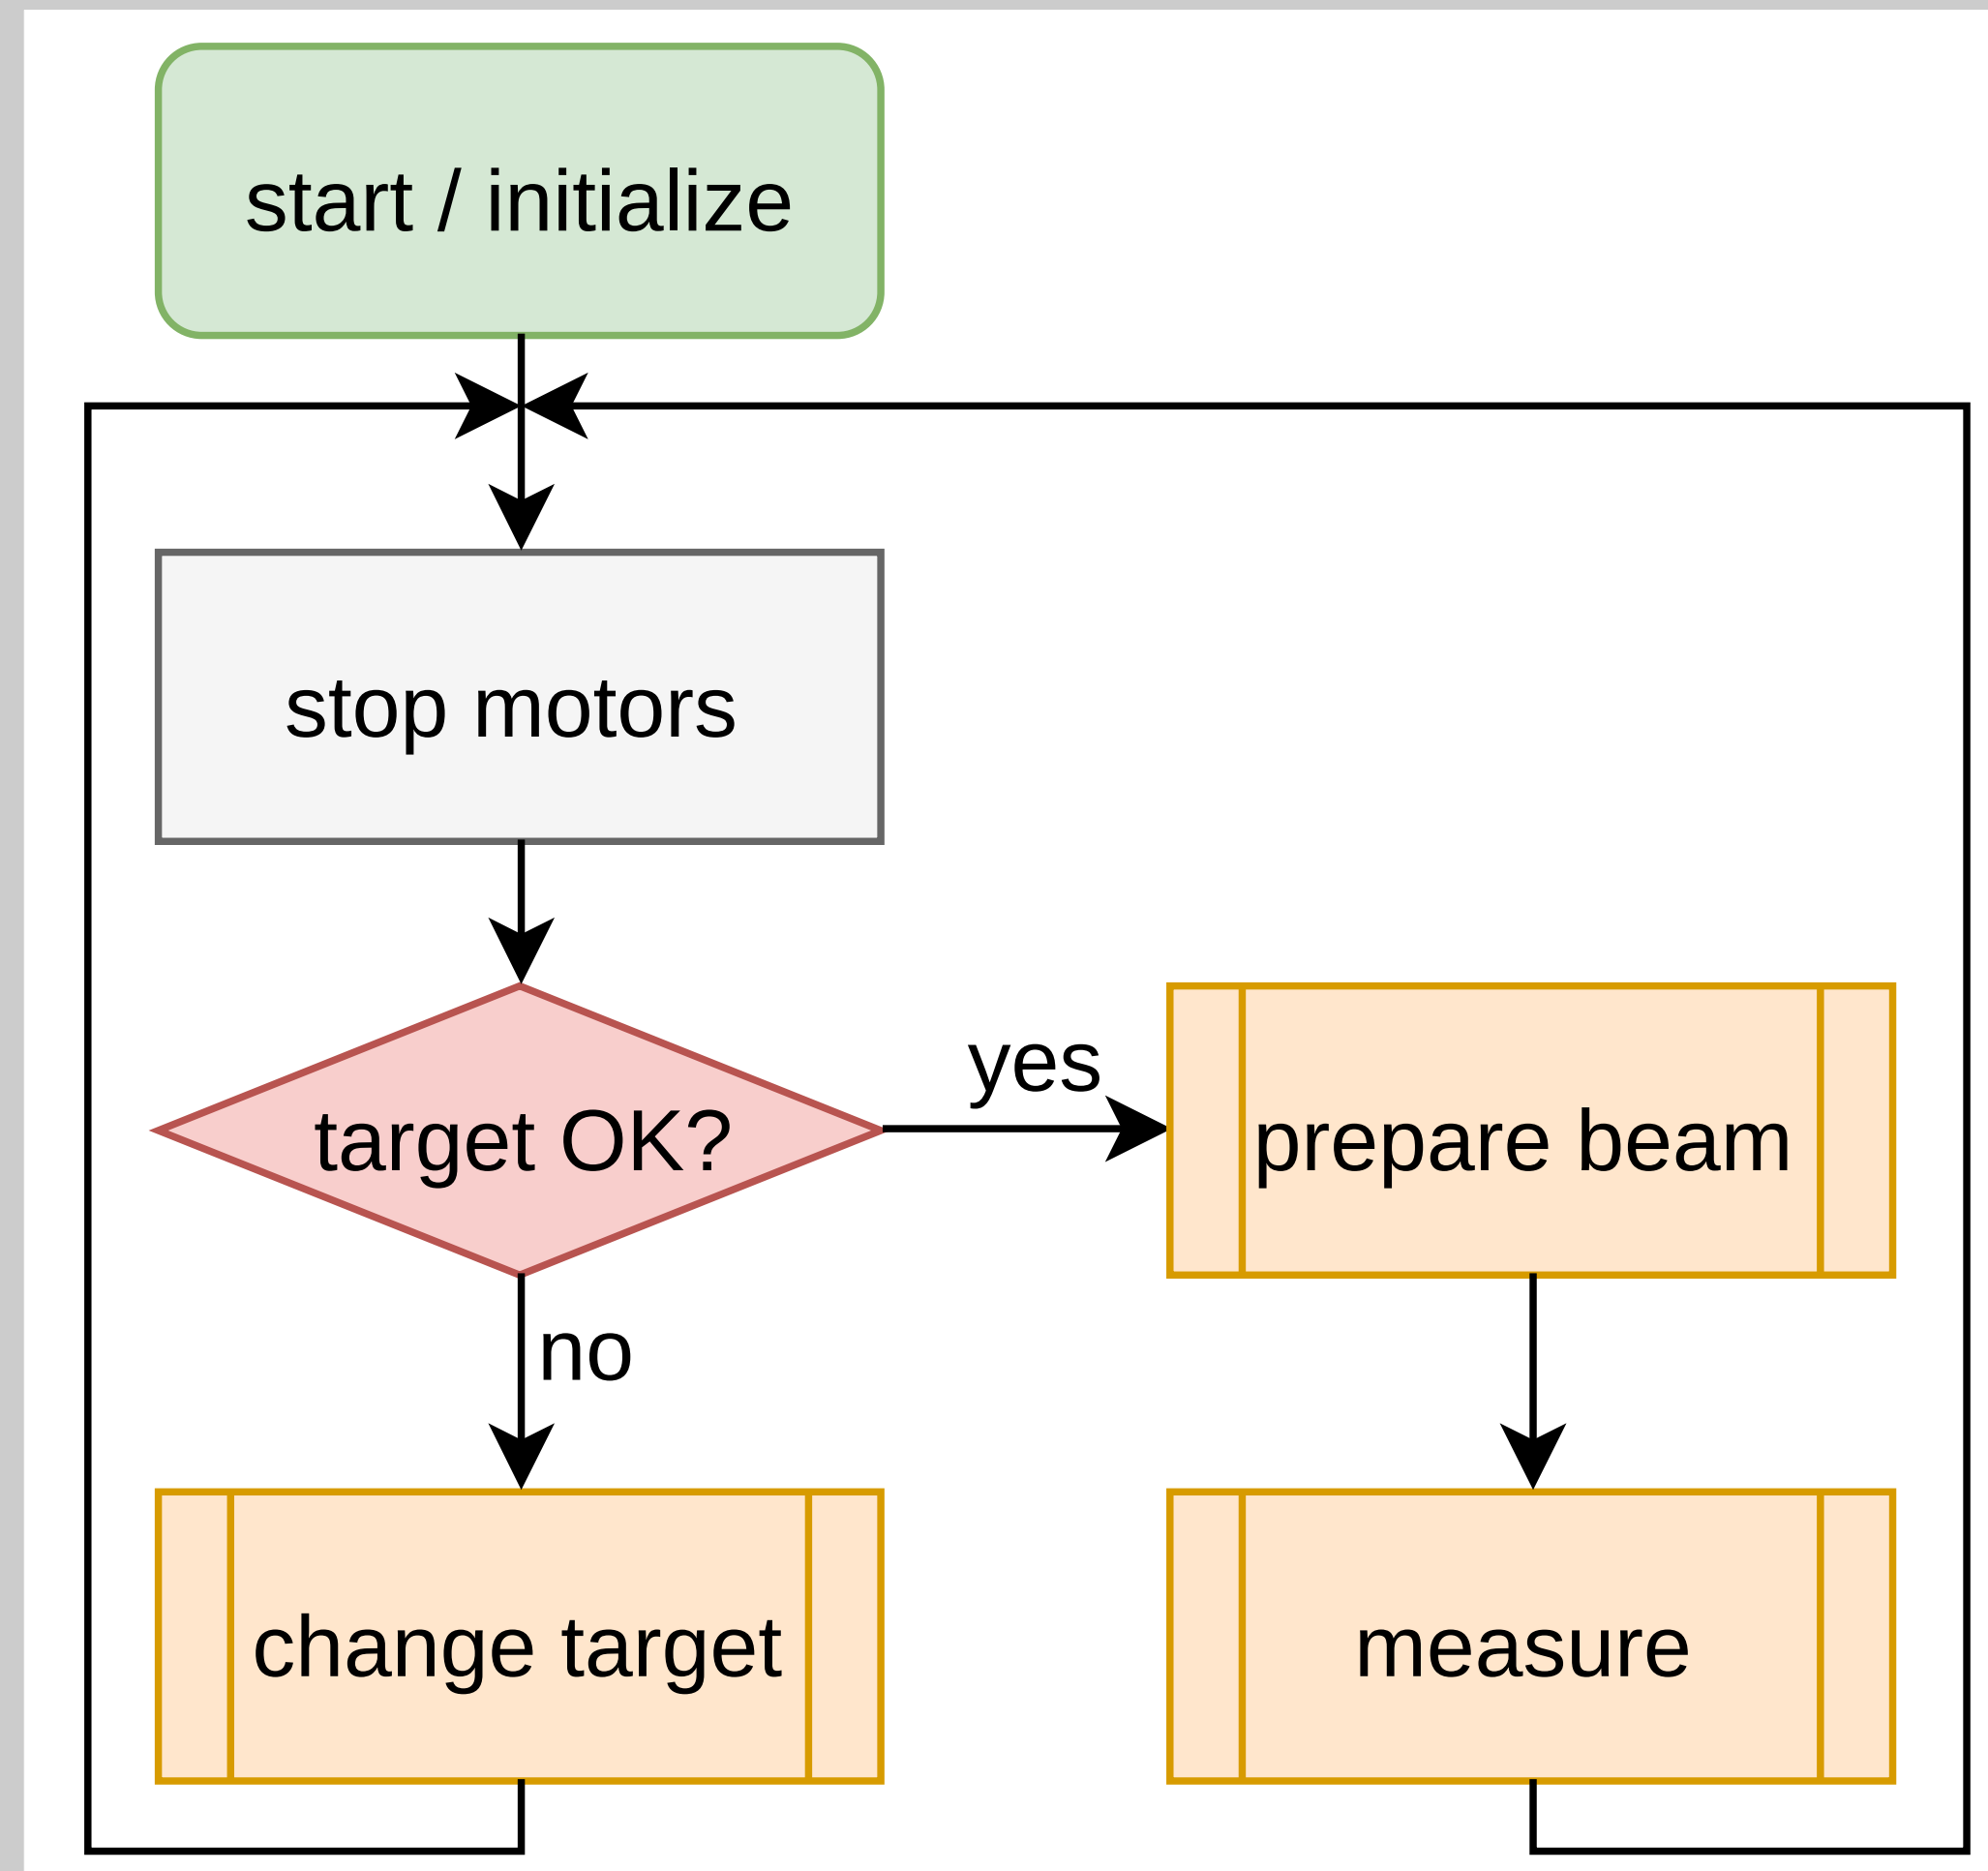 start / initialize
stop motors
target OK?
yes
prepare beam
no
change target
measure